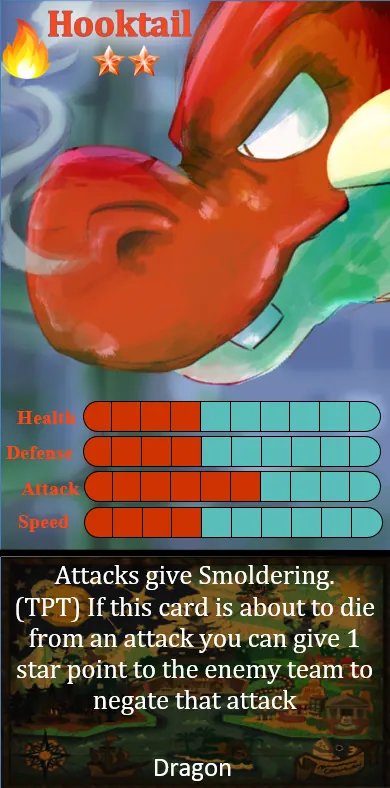 Hooktail
Health
Defense
Attack
Speed
Attacks give Smoldering.
(TPT) If this card is about to die
from an attack you can give 1
star point to the enemy team to
negate that attack
Dragon